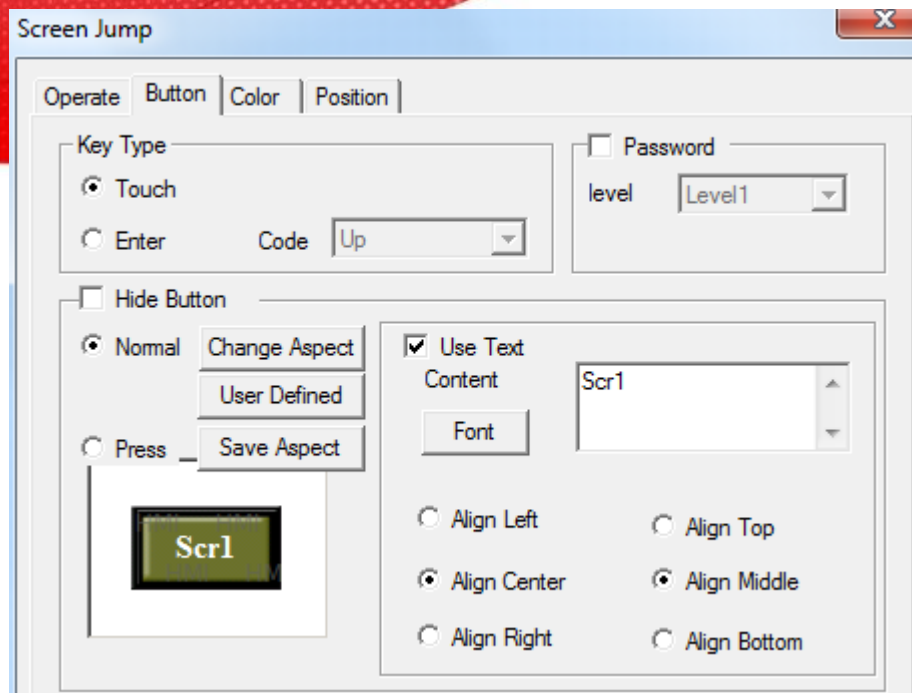 Screen Jump
Operate Button Color Position
Key Type
Touch
Enter Code Up
Password
level Level1
Hide Button
Normal Change Aspect
User Defined
Press Save Aspect
Scr1
Use Text
Content Scr1
Font
Align Left Align Top
Align Center Align Middle
Align Right Align Bottom